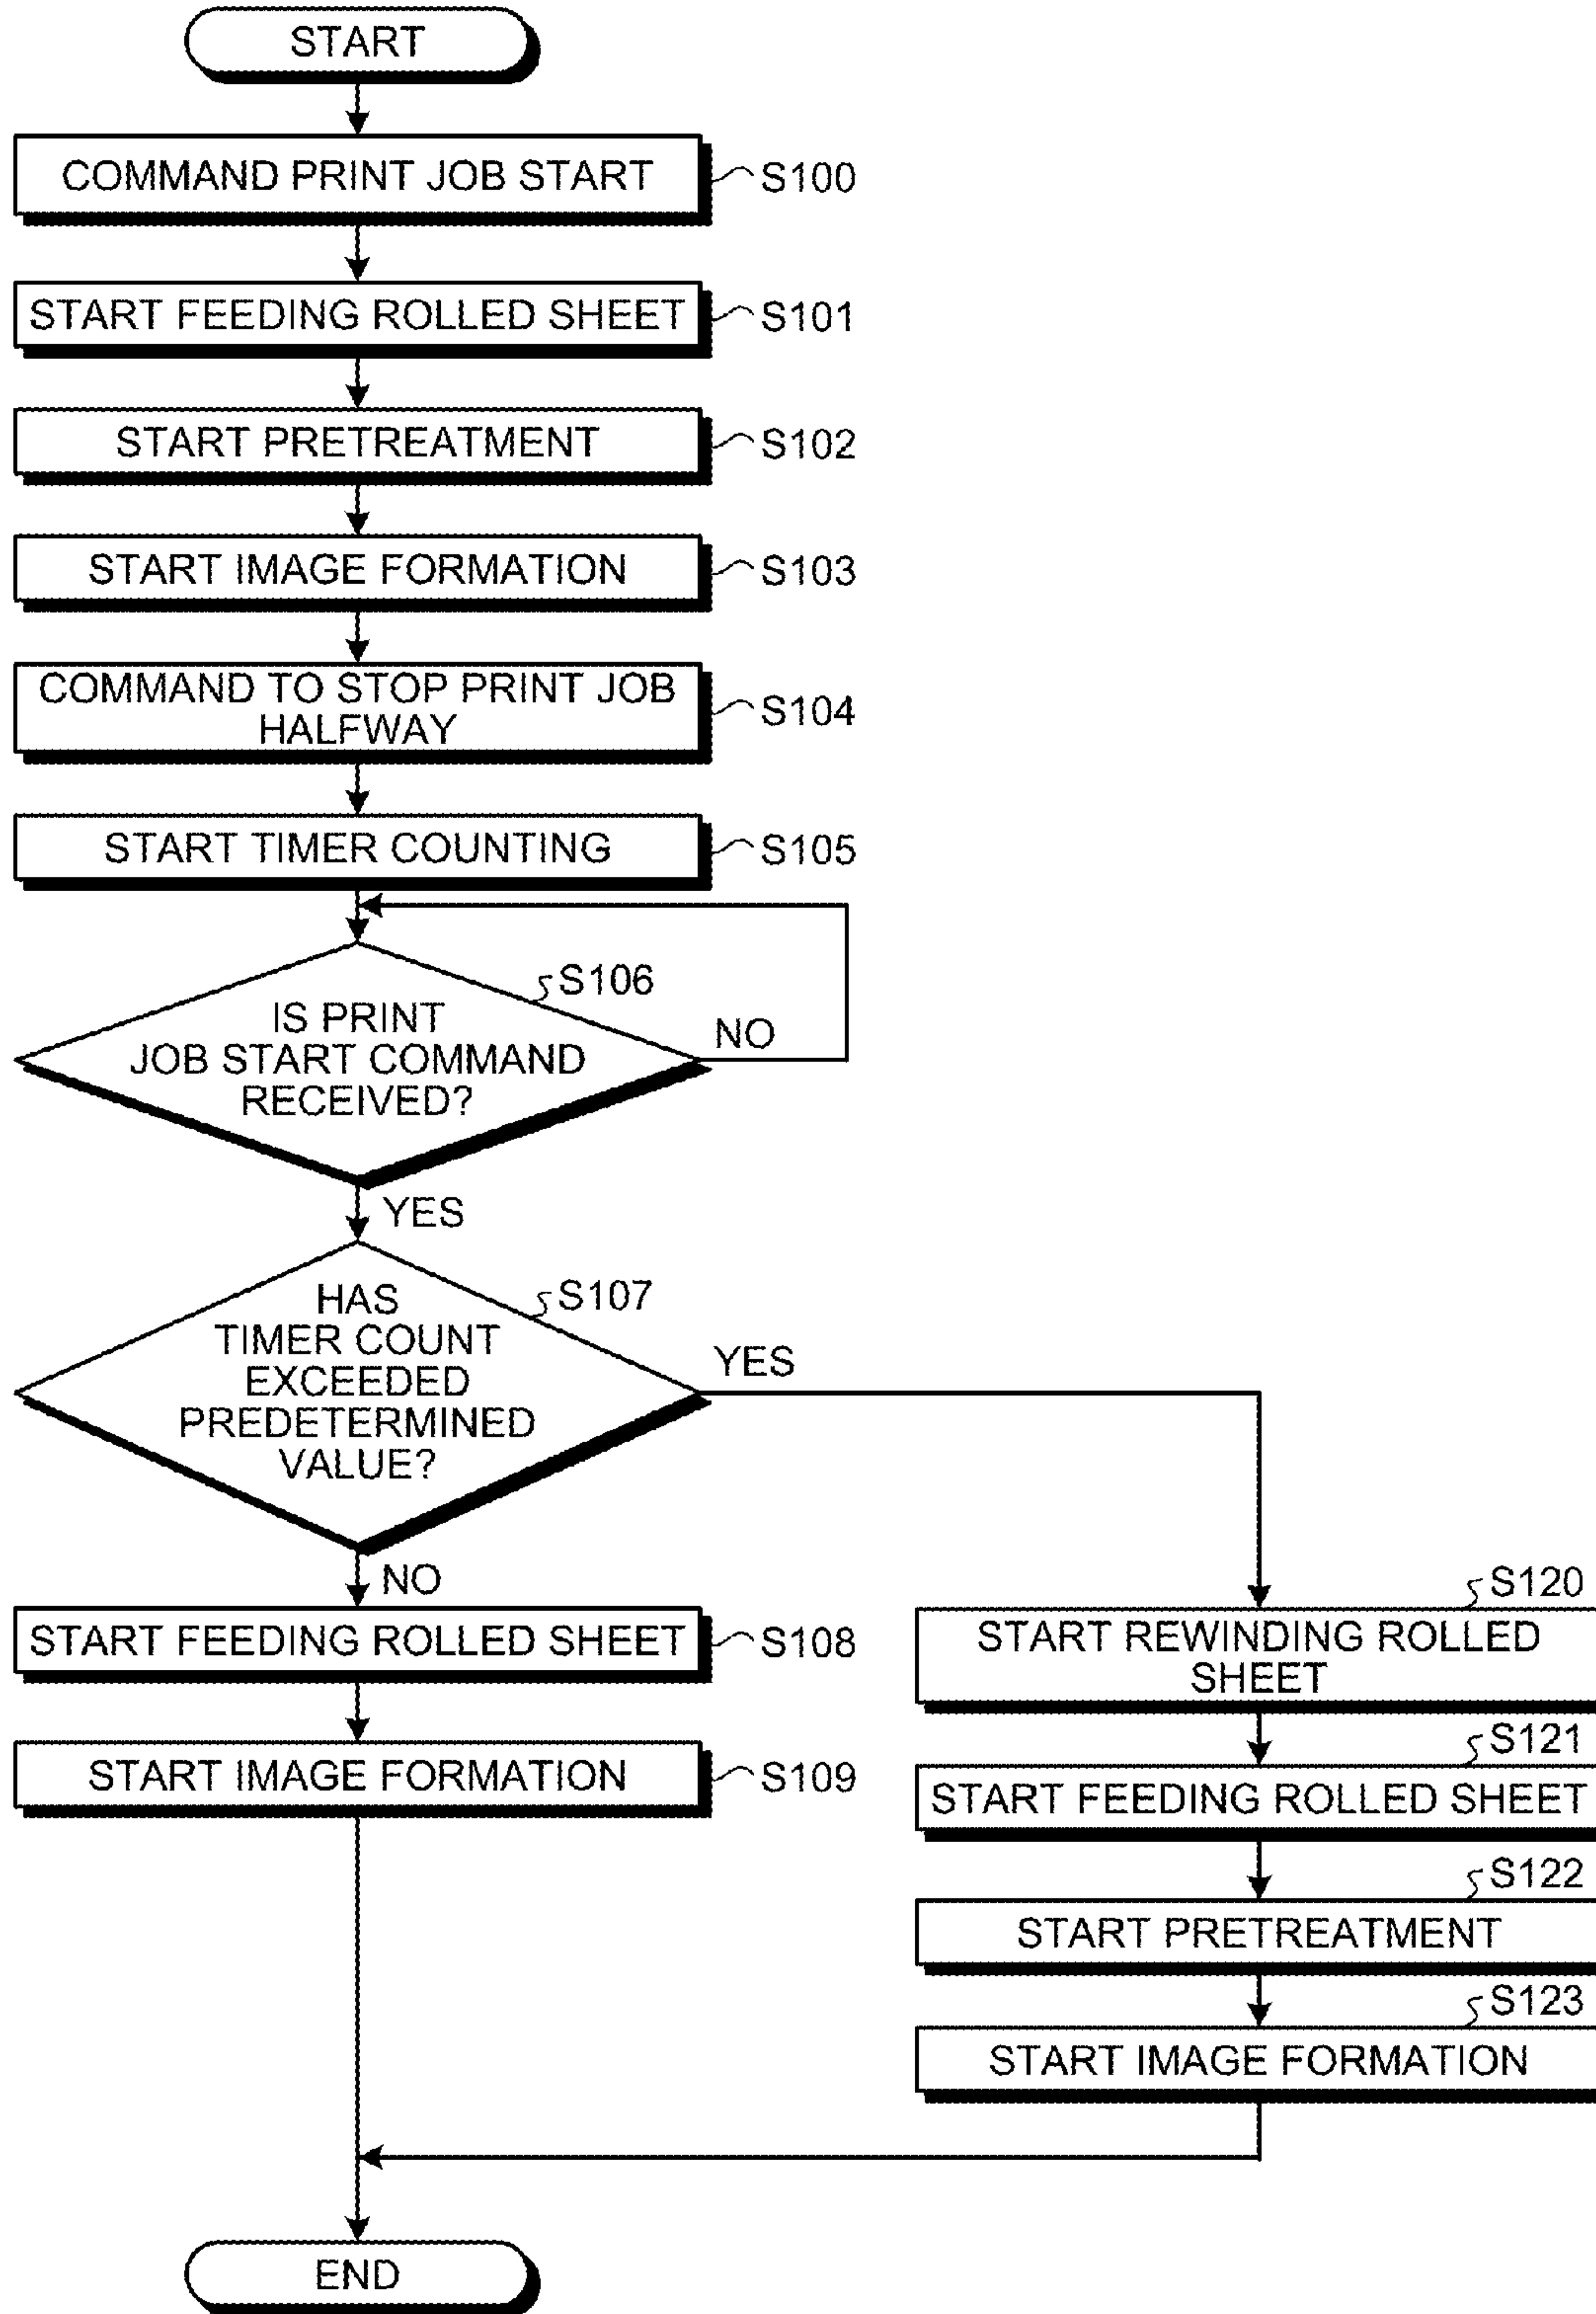 START
COMMAND PRINT JOB START
S100
START FEEDING ROLLED SHEET
S101
START PRETREATMENT
S102
START IMAGE FORMATION
S103
COMMAND TO STOP PRINT JOB
HALFWAY
S104
START TIMER COUNTING
S105
S106
IS PRINT
JOB START COMMAND
RECEIVED?
NO
YES
S107
HAS
TIMER COUNT
EXCEEDED
PREDETERMINED
VALUE?
YES
NO
START FEEDING ROLLED SHEET
S108
START IMAGE FORMATION
S109
S120
START REWINDING ROLLED
SHEET
S121
START FEEDING ROLLED SHEET
S122
START PRETREATMENT
S123
START IMAGE FORMATION
END